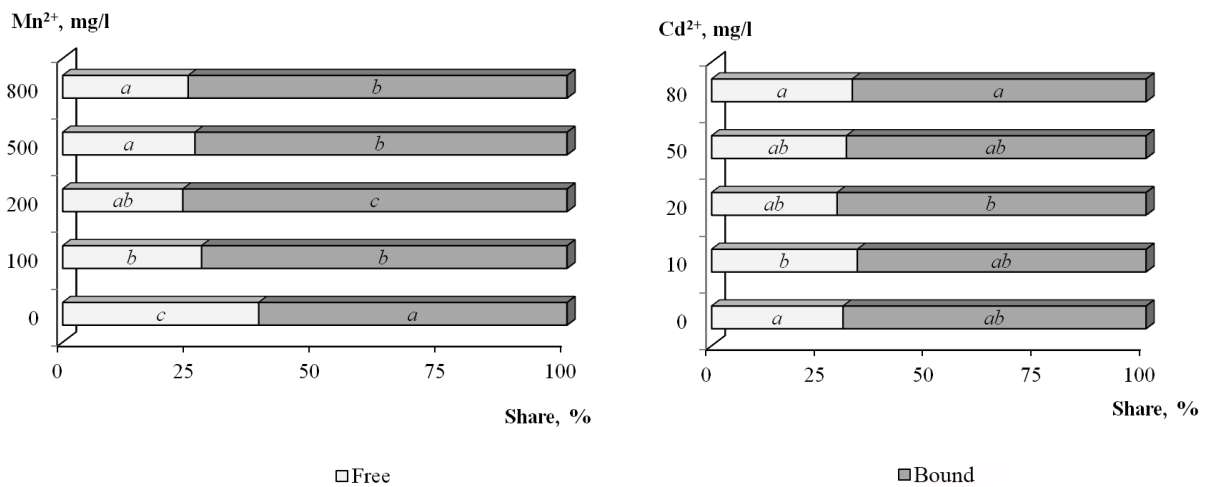 Mn²⁺, mg/l
800 a b
500 a b
200 ab c
100 b b
0 c a
0 25 50 75 100
Share, %
Cd²⁺, mg/l
80 a a
50 ab ab
20 ab b
10 b ab
0 a ab
0 25 50 75 100
Share, %
Free
Bound